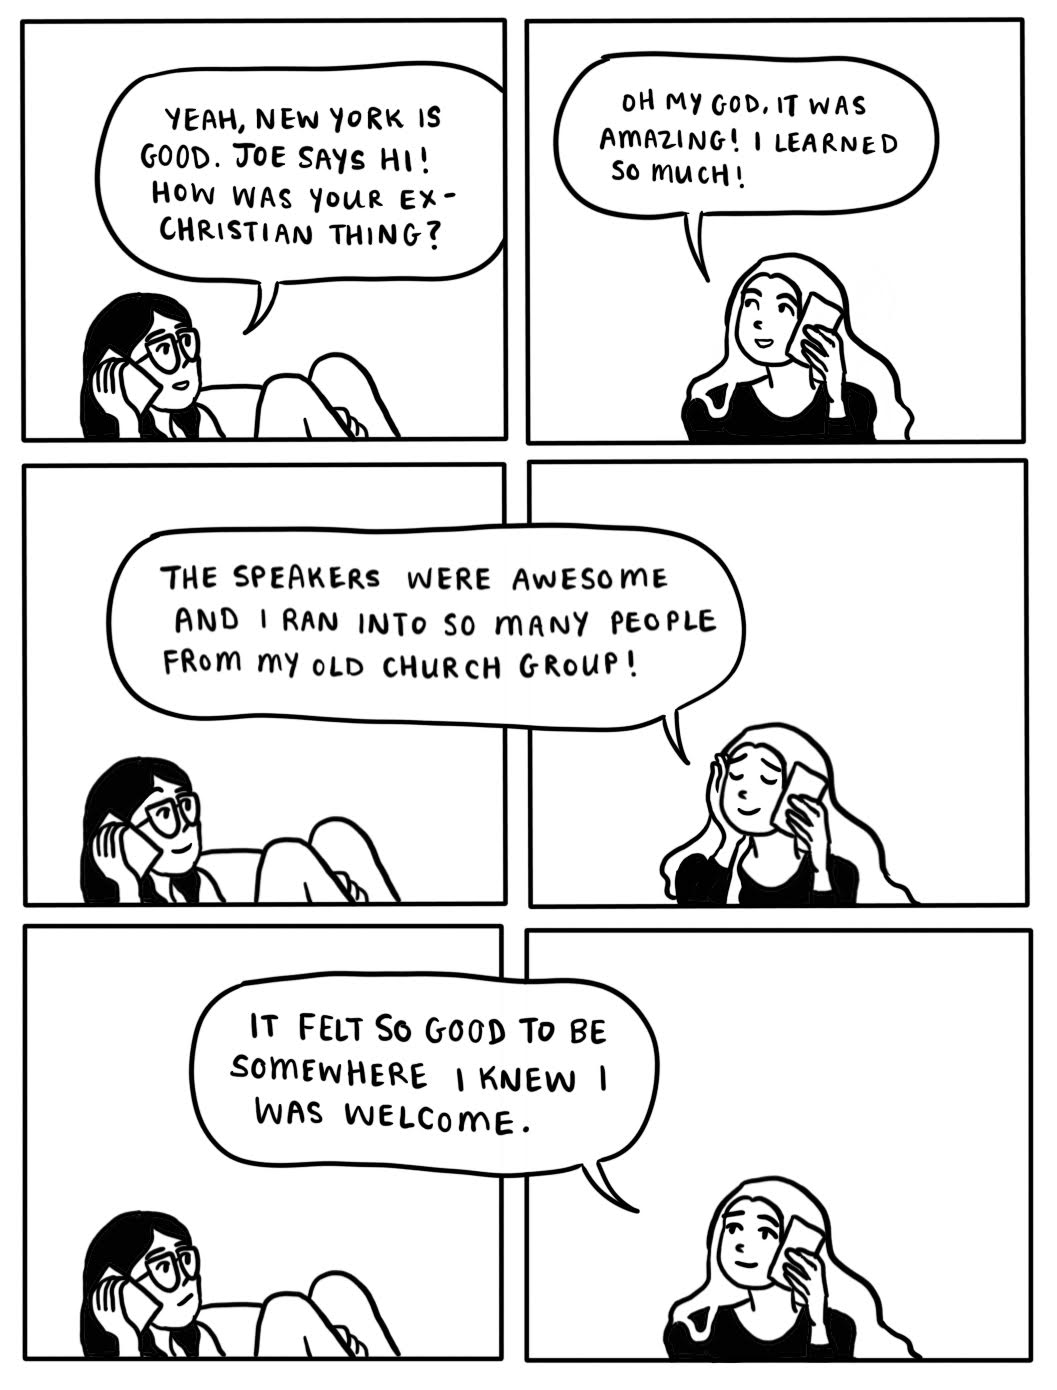 YEAH, NEW YORK IS
GOOD. JOE SAYS HI!
HOW WAS YOUR EX-
CHRISTIAN THING?
OH MY GOD, IT WAS
AMAZING! I LEARNED
SO MUCH!
THE SPEAKERS WERE AWESOME
AND I RAN INTO SO MANY PEOPLE
FROM MY OLD CHURCH GROUP!
IT FELT SO GOOD TO BE
SOMEWHERE I KNEW I
WAS WELCOME.